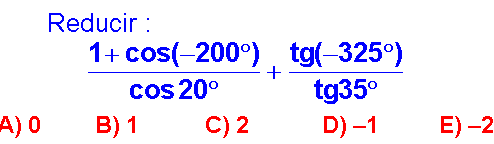 Reducir :
1+ cos(–200°) / cos 20° + tg(–325°) / tg35°
A) 0 B) 1 C) 2 D) –1 E) –2